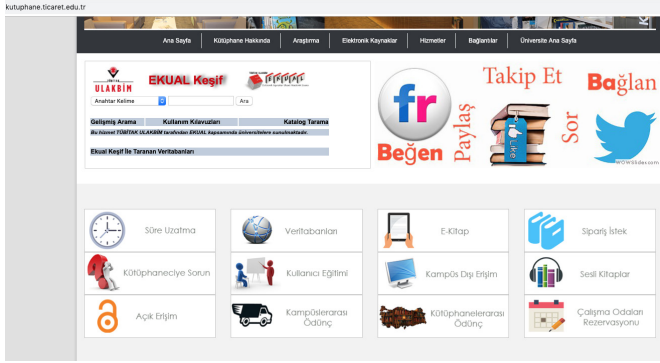 kutuphane.ticaret.edu.tr
Ana Sayfa Kütüphane Hakkında Araştırma Elektronik Kaynaklar Hizmetler Bağlantılar Üniversite Ana Sayfa
ULAKBİM
EKUAL Keşif
Anahtar Kelime Ara
Gelişmiş Arama Kullanım Kılavuzları Katalog Tarama
Bu hizmet TÜBİTAK ULAKBİM tarafından EKUAL kapsamında üniversitelere sunulmaktadır.
Ekual Keşif İle Taranan Veritabanları
fr
Beğen
Paylaş
Takip Et
Like
Sor
Bağlan
WOWSlider.com
Süre Uzatma
Veritabanları
E-Kitap
Sipariş İstek
Kütüphaneciye Sorun
Kullanıcı Eğitimi
Kampüs Dışı Erişim
Sesli Kitaplar
Açık Erişim
Kampüslerarası
Ödünç
Kütüphanelerarası
Ödünç
Çalışma Odaları
Rezervasyonu